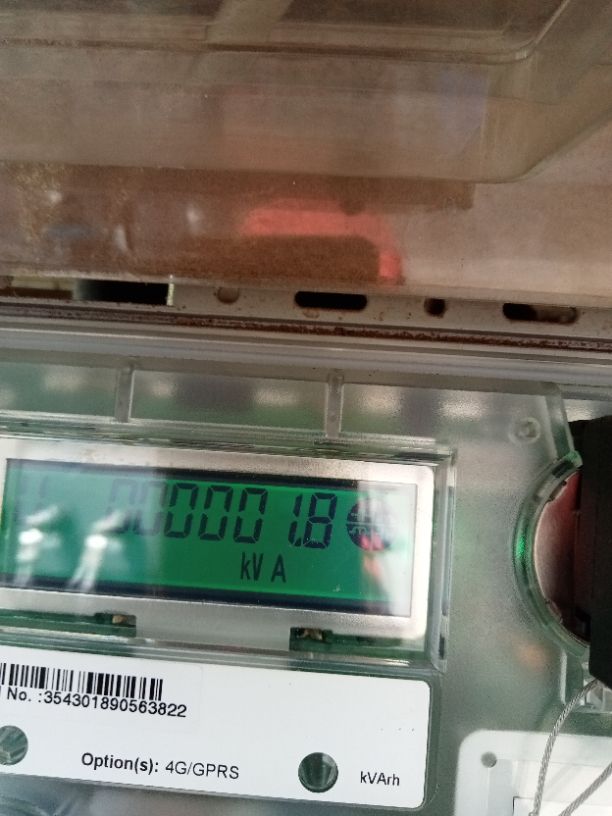 000001.8
kVA
No. :354301890563822
Option(s): 4G/GPRS
kVArh